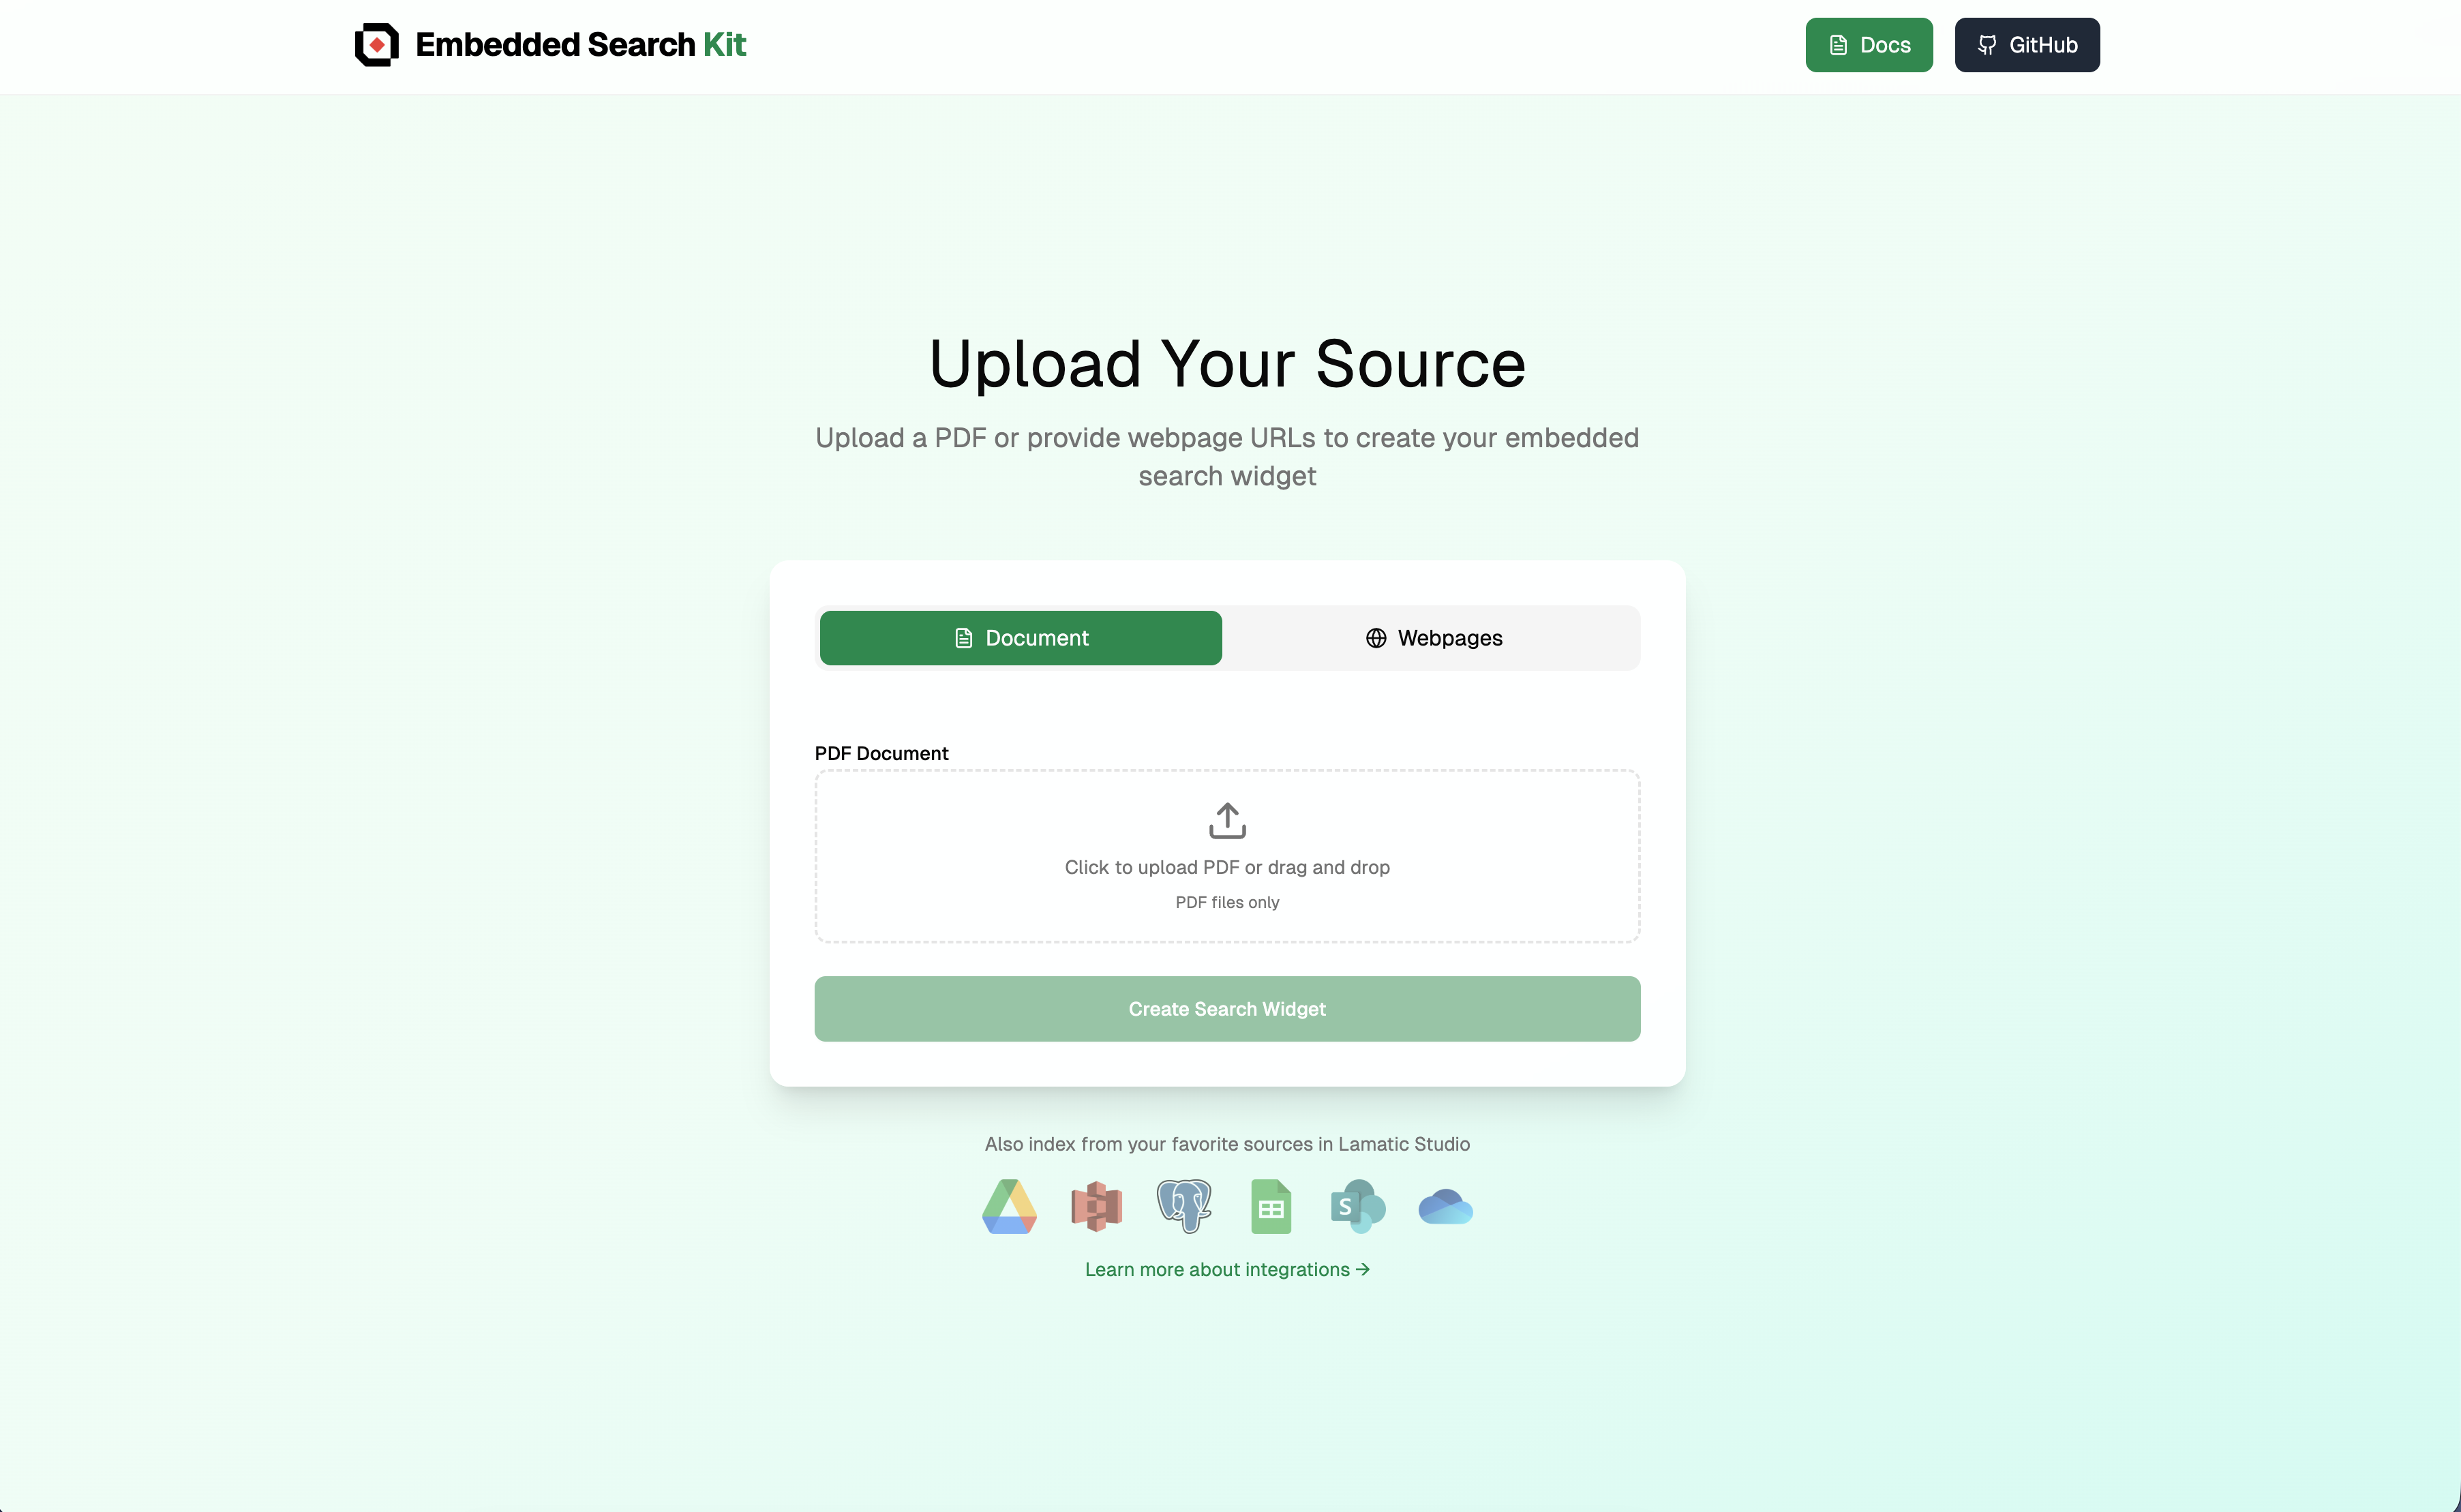 Embedded Search Kit
Docs
GitHub
Upload Your Source
Upload a PDF or provide webpage URLs to create your embedded
search widget
Document
Webpages
PDF Document
Click to upload PDF or drag and drop
PDF files only
Create Search Widget
Also index from your favorite sources in Lamatic Studio
S
Learn more about integrations →